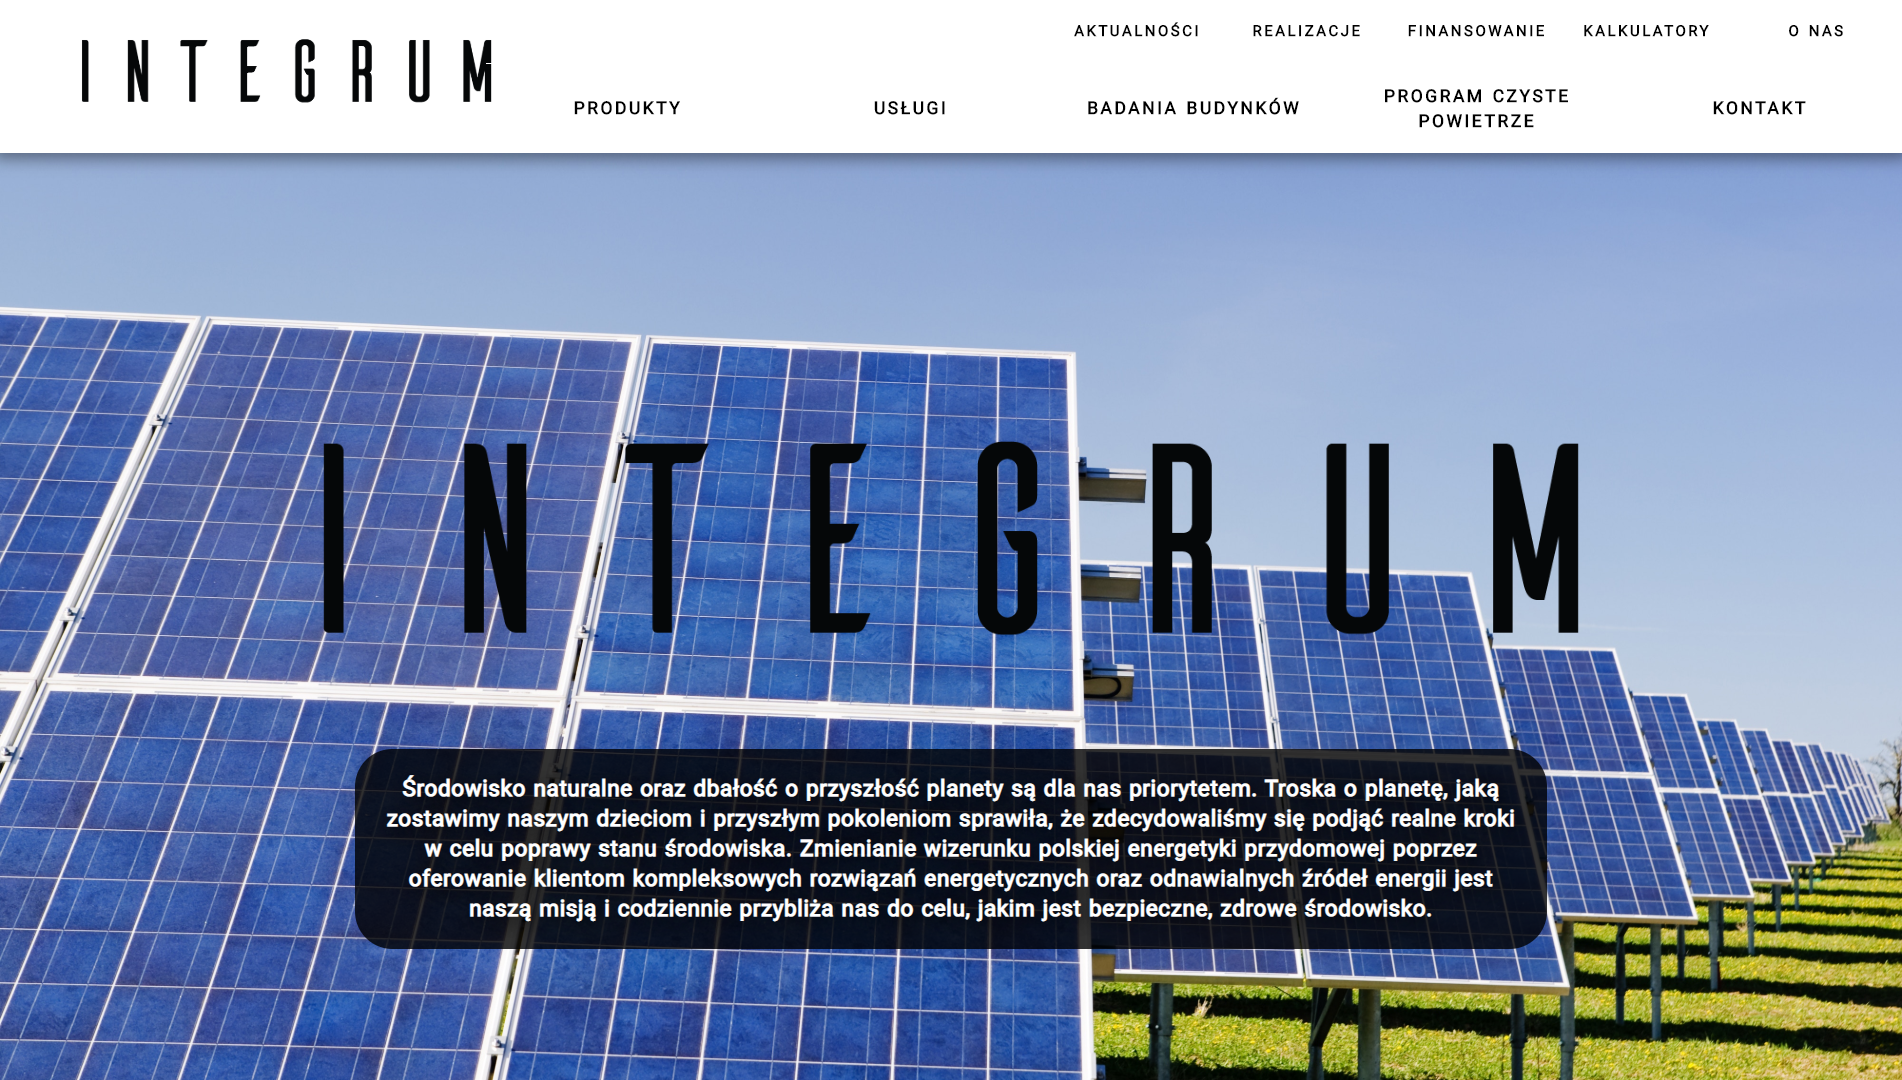 INTEGRUM
AKTUALNOŚCI
REALIZACJE
FINANSOWANIE
KALKULATORY
O NAS
PRODUKTY
USŁUGI
BADANIA BUDYNKÓW
PROGRAM CZYSTE
POWIETRZE
KONTAKT
INTEGRUM
Środowisko naturalne oraz dbałość o przyszłość planety są dla nas priorytetem. Troska o planetę, jaką
zostawimy naszym dzieciom i przyszłym pokoleniom sprawiła, że zdecydowaliśmy się podjąć realne kroki
w celu poprawy stanu środowiska. Zmienianie wizerunku polskiej energetyki przydomowej poprzez
oferowanie klientom kompleksowych rozwiązań energetycznych oraz odnawialnych źródeł energii jest
naszą misją i codziennie przybliża nas do celu, jakim jest bezpieczne, zdrowe środowisko.